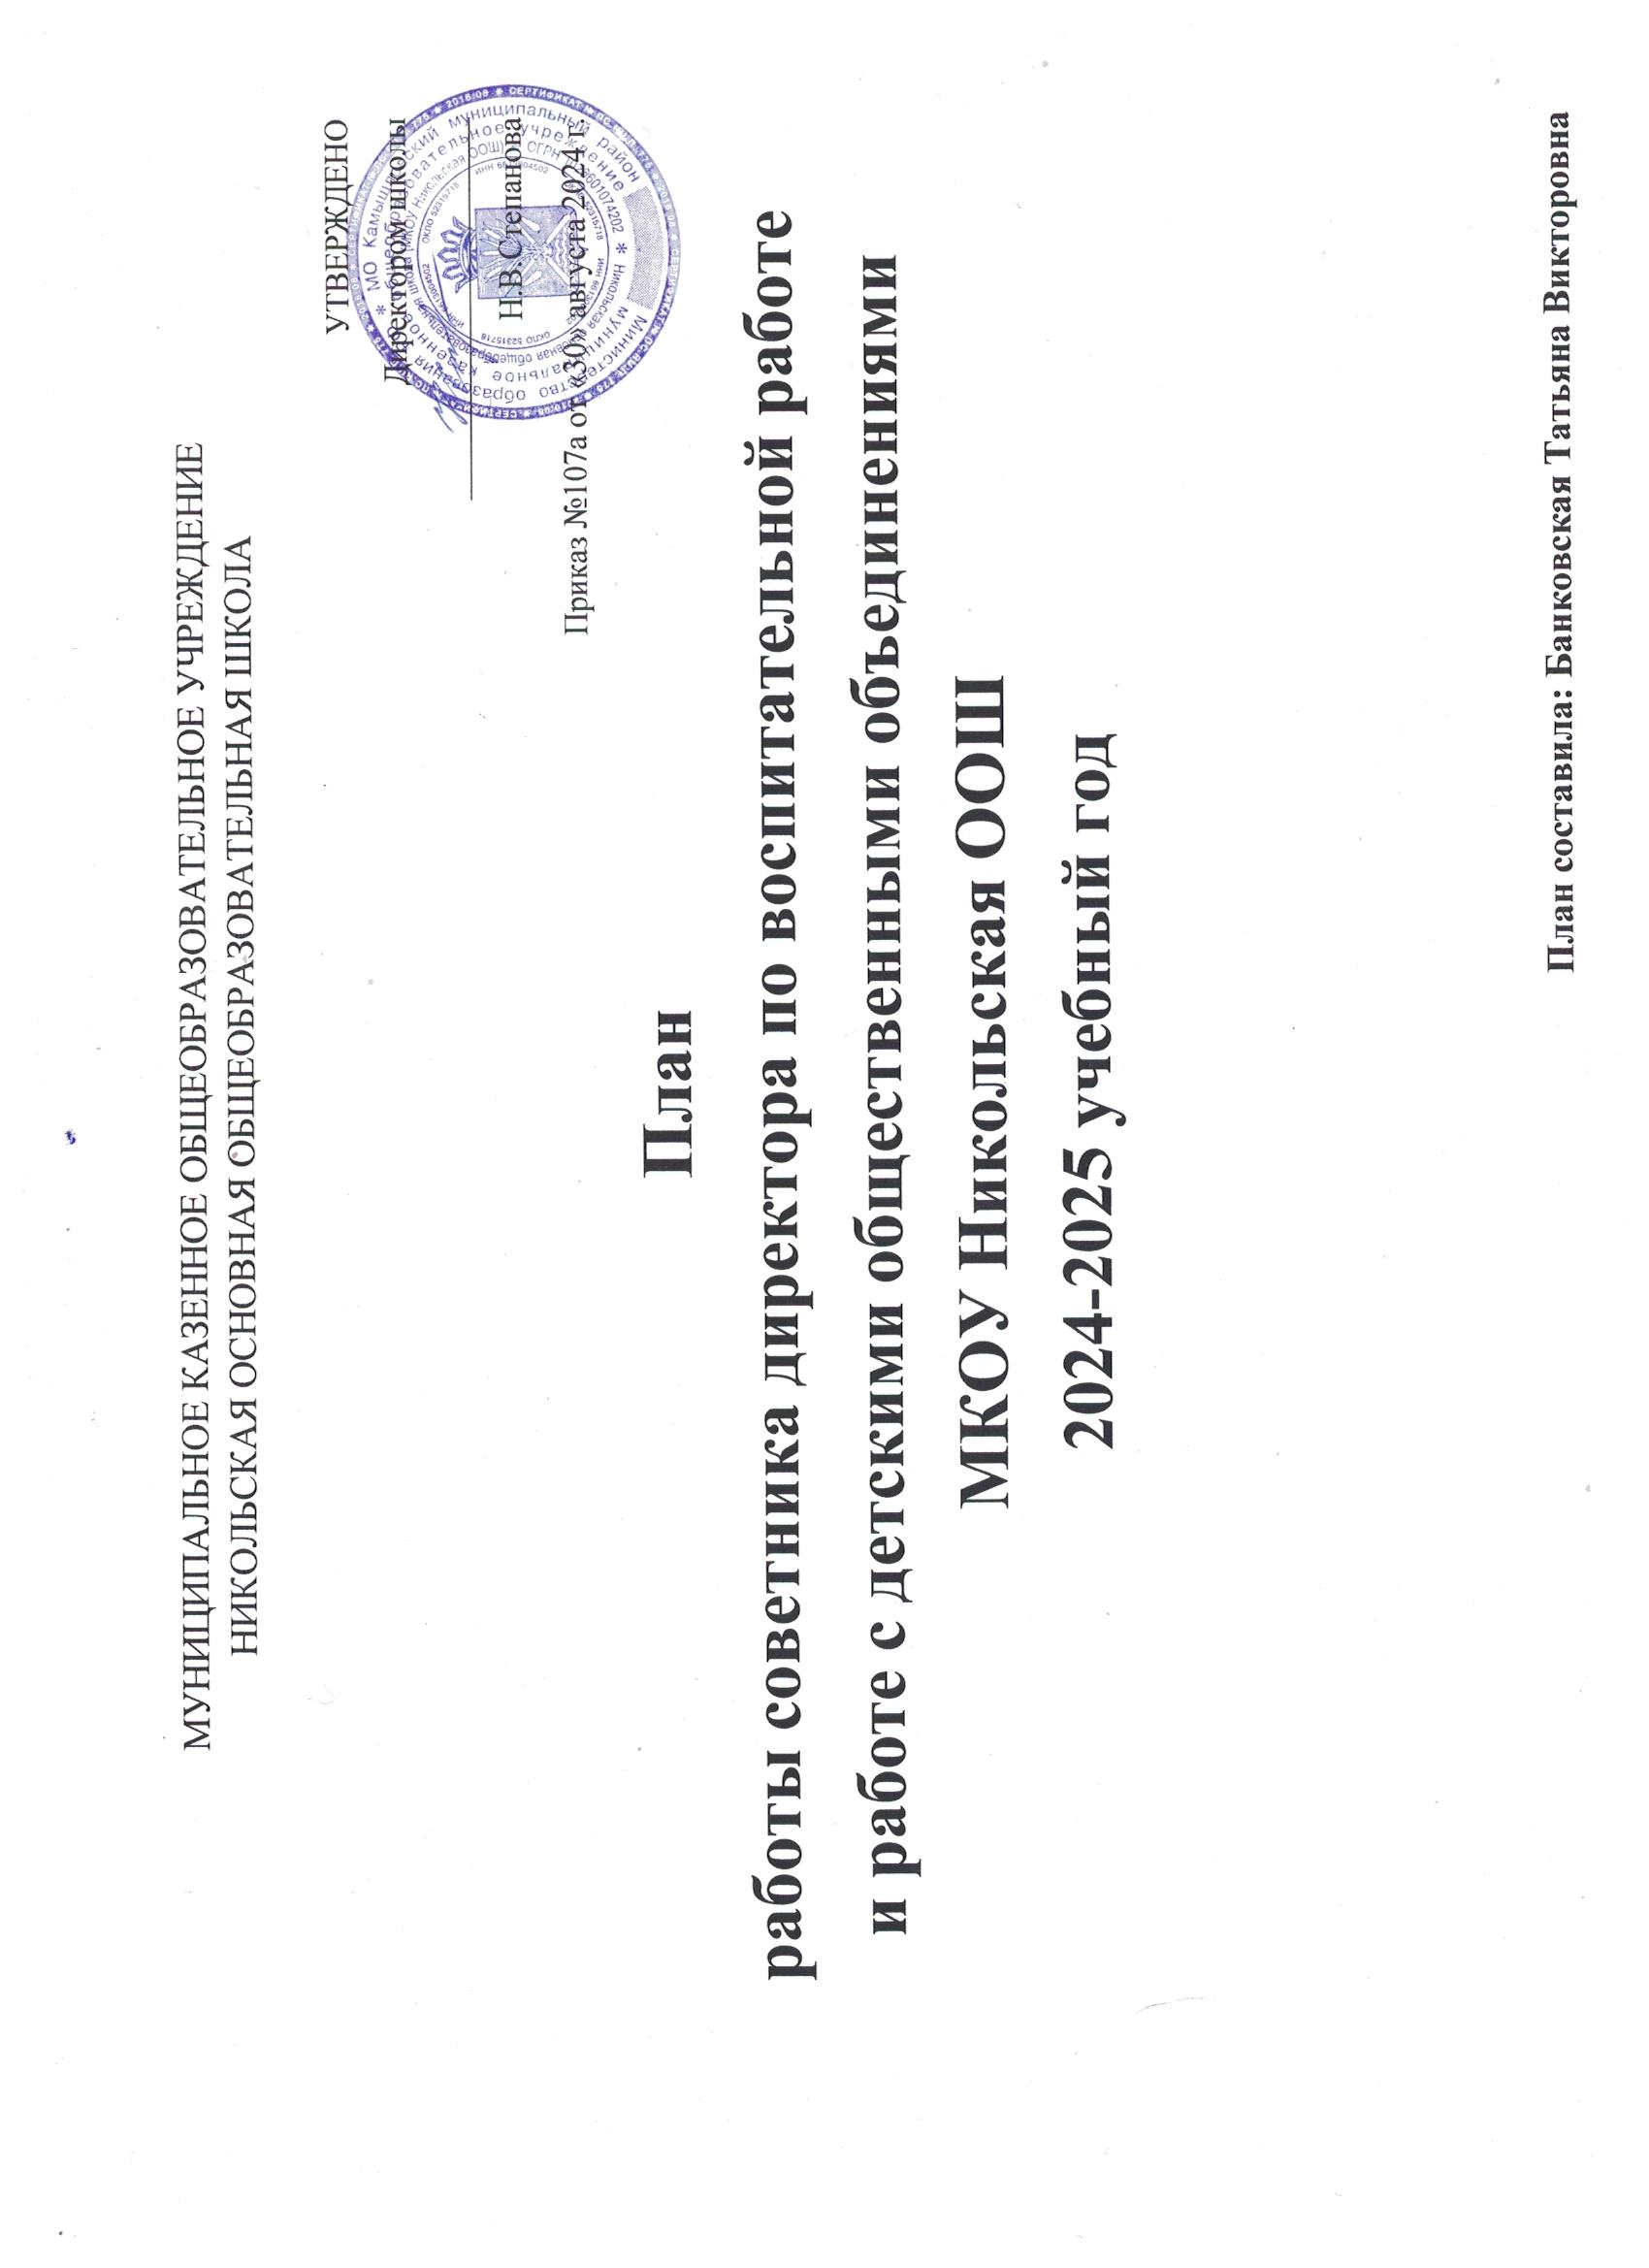 МУНИЦИПАЛЬНОЕ КАЗЕННОЕ ОБЩЕОБРАЗОВАТЕЛЬНОЕ УЧРЕЖДЕНИЕ
НИКОЛЬСКАЯ ОСНОВНАЯ ОБЩЕОБРАЗОВАТЕЛЬНАЯ ШКОЛА
УТВЕРЖДЕНО
Директором школы
Н.В.Степанова
Приказ №107а от «30» августа 2024 г.
План
работы советника директора по воспитательной работе
и работе с детскими общественными объединениями
МКОУ Никольская ООШ
2024-2025 учебный год
План составила: Банковская Татьяна Викторовна